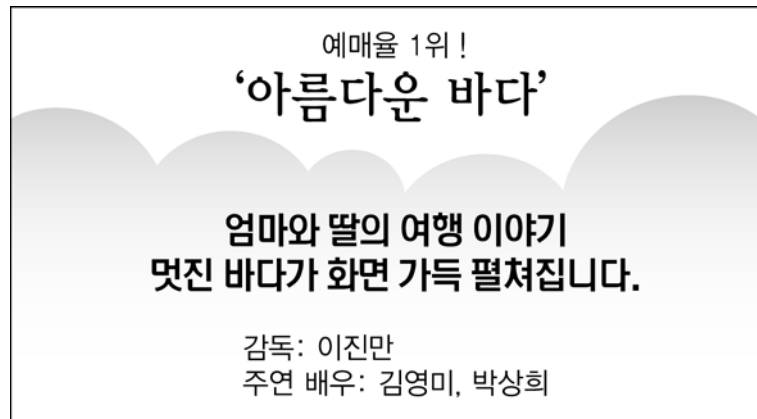 예매율 1위!
‘아름다운 바다’
엄마와 딸의 여행 이야기
멋진 바다가 화면 가득 펼쳐집니다.
감독: 이진만
주연 배우: 김영미, 박상희